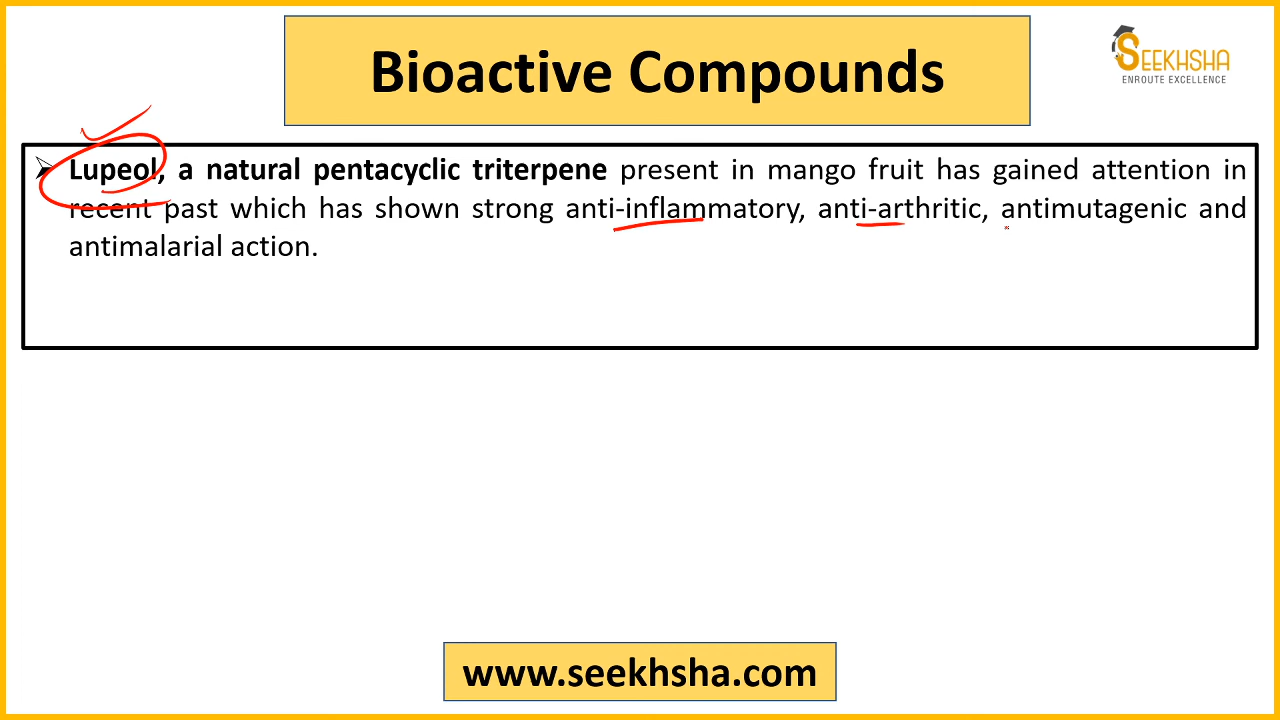 Bioactive Compounds
SEEKHSHA
ENROUTE EXCELLENCE
Lupeol, a natural pentacyclic triterpene present in mango fruit has gained attention in
recent past which has shown strong anti-inflammatory, anti-arthritic, antimutagenic and
antimalarial action.
www.seekhsha.com